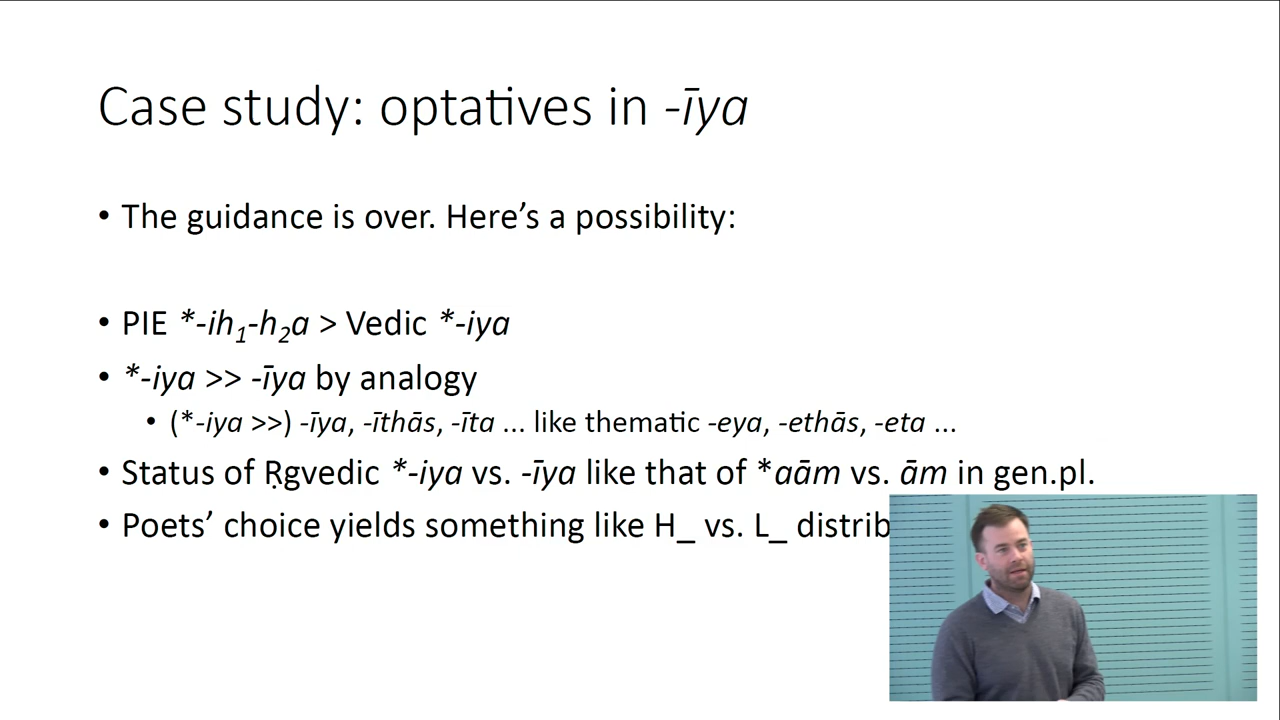 Case study: optatives in -īya
• The guidance is over. Here’s a possibility:
• PIE *-ih₁-h₂a > Vedic *-iya
• *-iya >> -īya by analogy
• (*-iya >>) -īya, -īthās, -īta ... like thematic -eya, -ethās, -eta ...
• Status of Ṛgvedic *-iya vs. -īya like that of *aām vs. ām in gen.pl.
• Poets’ choice yields something like H_ vs. L_ distrib